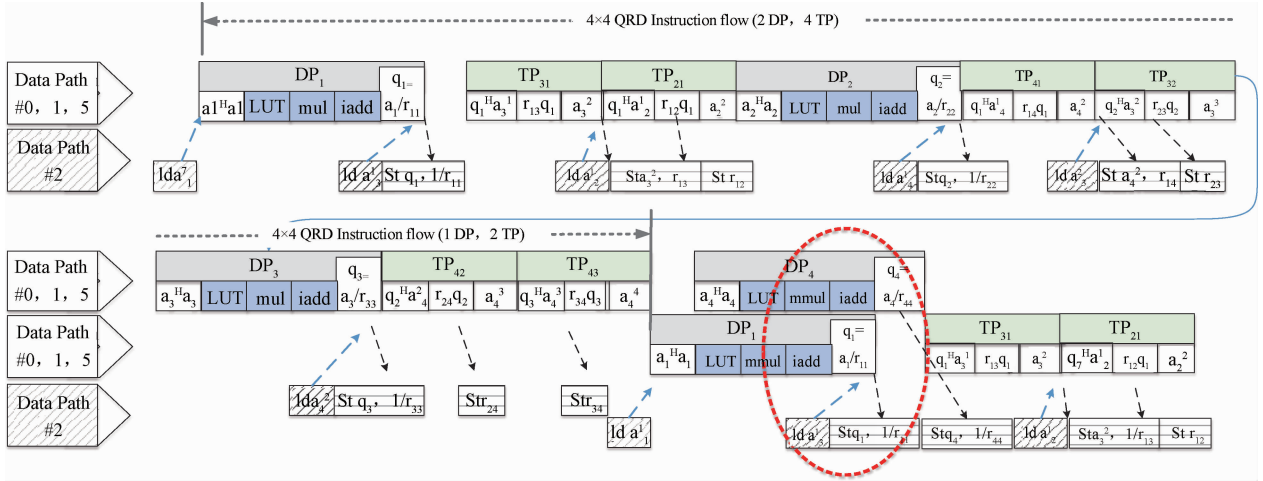 4×4 QRD Instruction flow (2 DP, 4 TP)
Data Path
#0, 1, 5
DP₁ TP₃₁ TP₂₁ DP₂ TP₄₁ TP₃₂
a1ᴴa1 LUT mul iadd q₁= a₁/r₁₁ q₁ᴴa₃¹ r₁₃q₁ a₃² q₁ᴴa¹₂ r₁₂q₁ a₂² a₂ᴴa₂ LUT mul iadd q₂= a₂/r₂₂ q₁ᴴa¹₄ r₁₄q₁ a₄² q₂ᴴa₃² r₂₃q₂ a₃³
Data Path
#2
Ida⁷₁ ld a¹₃ St q₁, 1/r₁₁ ld a¹₂ Sta₃², r₁₃ St r₁₂ ld a¹₄ Stq₂, 1/r₂₂ ld a²₃ St a₄², r₁₄ St r₂₃
4×4 QRD Instruction flow (1 DP, 2 TP)
Data Path
#0, 1, 5
DP₃ TP₄₂ TP₄₃ DP₄
a₃ᴴa₃ LUT mul iadd q₃= a₃/r₃₃ q₂ᴴa²₄ r₂₄q₂ a₄³ q₃ᴴa₄³ r₃₄q₃ a₄⁴ a₄ᴴa₄ LUT mmul iadd q₄= /r₄₄
Data Path
#0, 1, 5
DP₁ TP₃₁ TP₂₁
a₁ᴴa₁ LUT mmul iadd q₁= a₁/r₁₁ q₁ᴴa₃¹ r₁₃q₁ a₃² q₇ᴴa¹₂ r₁₂q₁ a₂²
Data Path
#2
Ida₄² St q₃, 1/r₃₃ Str₂₄ Str₃₄
ld a¹₁ ld a¹₃ Stq₁, 1/r₁₁ Stq₄, 1/r₄₄ ld a¹₂ Sta₃², 1/r₁₃ St r₁₂